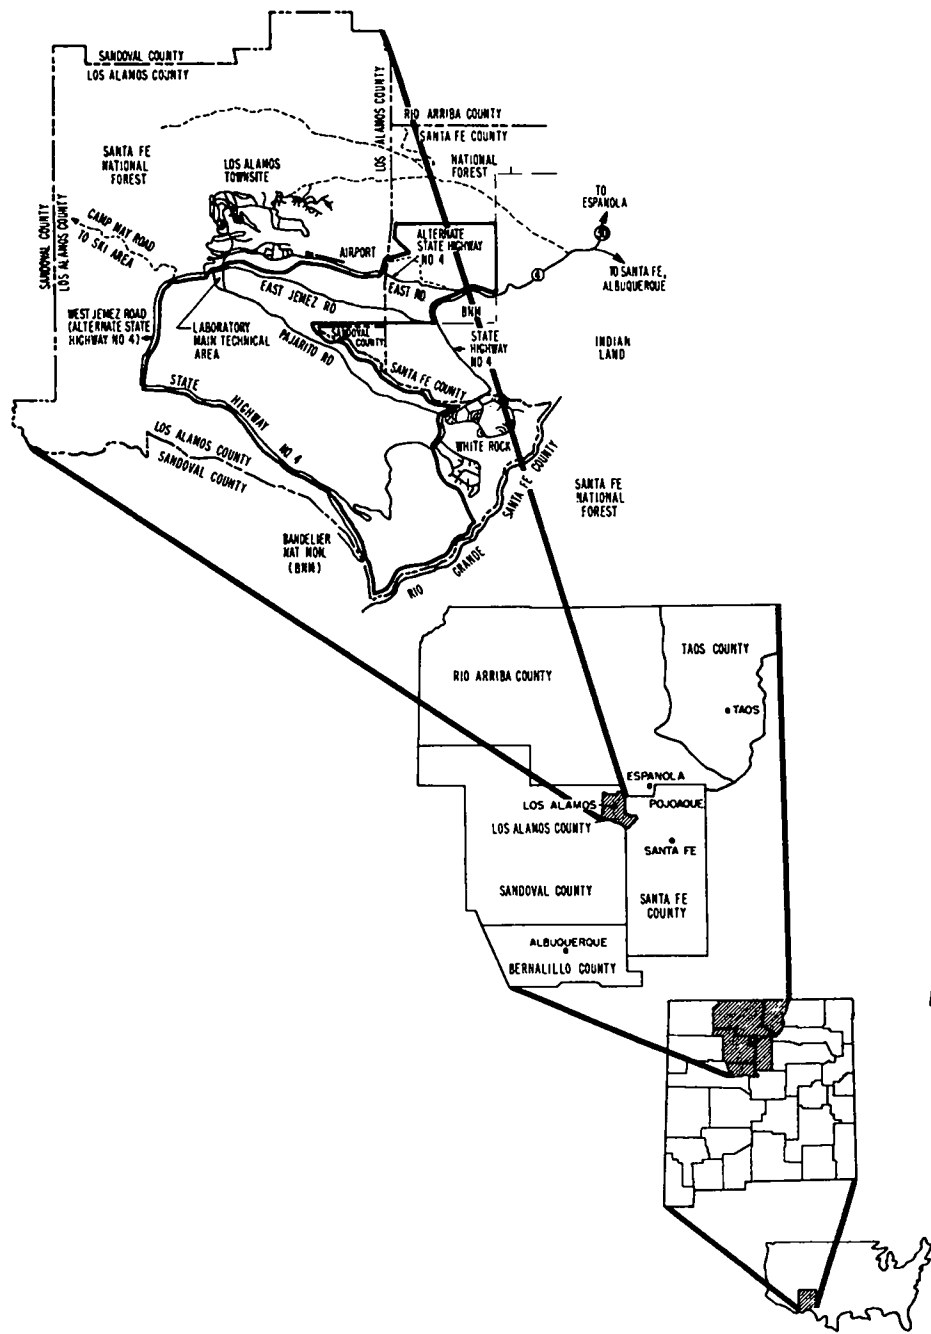 SANDOVAL COUNTY
LOS ALAMOS COUNTY
LOS ALAMOS COUNTY
RIO ARRIBA COUNTY
SANTA FE COUNTY
SANTA FE
NATIONAL
FOREST
LOS ALAMOS
TOWNSITE
NATIONAL
FOREST
TO
ESPANOLA
SANDOVAL COUNTY
LOS ALAMOS COUNTY
CAMP MAY ROAD
TO SKI AREA
AIRPORT
ALTERNATE
STATE HIGHWAY
NO 4
4
TO SANTA FE,
ALBUQUERQUE
EAST RD
EAST JEMEZ RD
BNM
WEST JEMEZ ROAD
(ALTERNATE STATE
HIGHWAY NO 4)
LABORATORY
MAIN TECHNICAL
AREA
PAJARITO RD
SANDOVAL
COUNTY
STATE
HIGHWAY
NO 4
INDIAN
LAND
SANTA FE COUNTY
STATE
HIGHWAY
NO 4
WHITE ROCK
LOS ALAMOS COUNTY
SANDOVAL COUNTY
SANTA FE COUNTY
SANTA FE
NATIONAL
FOREST
BANDELIER
NAT MON.
(BNM)
RIO GRANDE
RIO ARRIBA COUNTY
TAOS COUNTY
TAOS
ESPANOLA
LOS ALAMOS
POJOAQUE
LOS ALAMOS COUNTY
SANTA FE
SANDOVAL COUNTY
SANTA FE
COUNTY
ALBUQUERQUE
BERNALILLO COUNTY